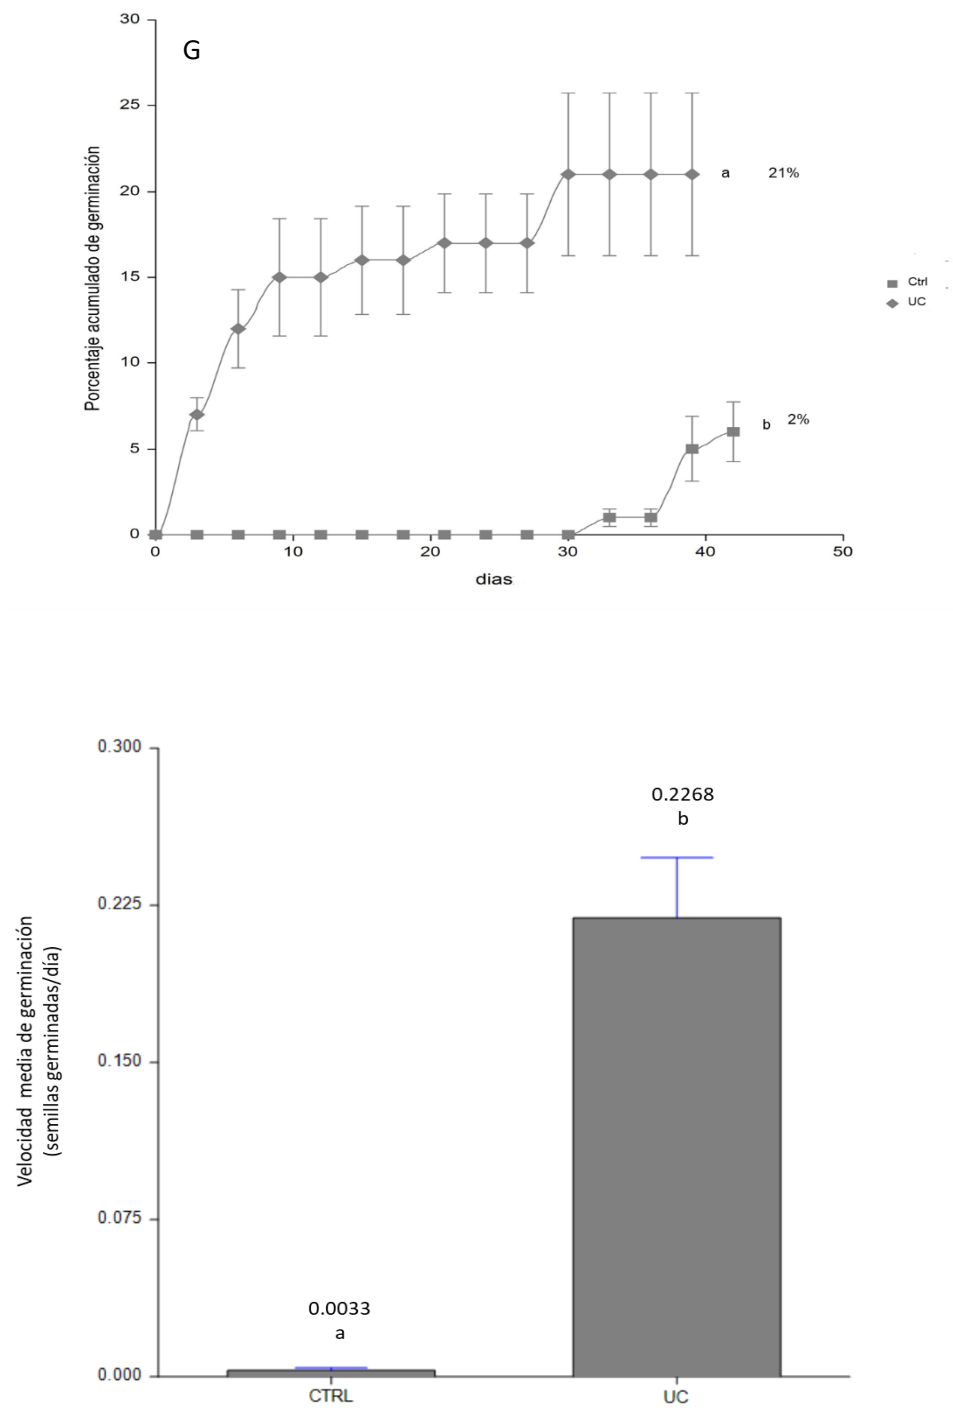 G
30
25
20
15
10
5
0
Porcentaje acumulado de germinación
a 21%
b 2%
Ctrl
UC
0 10 20 30 40 50
dias
0.300
0.225
0.150
0.075
0.000
Velocidad media de germinación
(semillas germinadas/día)
0.2268
b
0.0033
a
CTRL UC